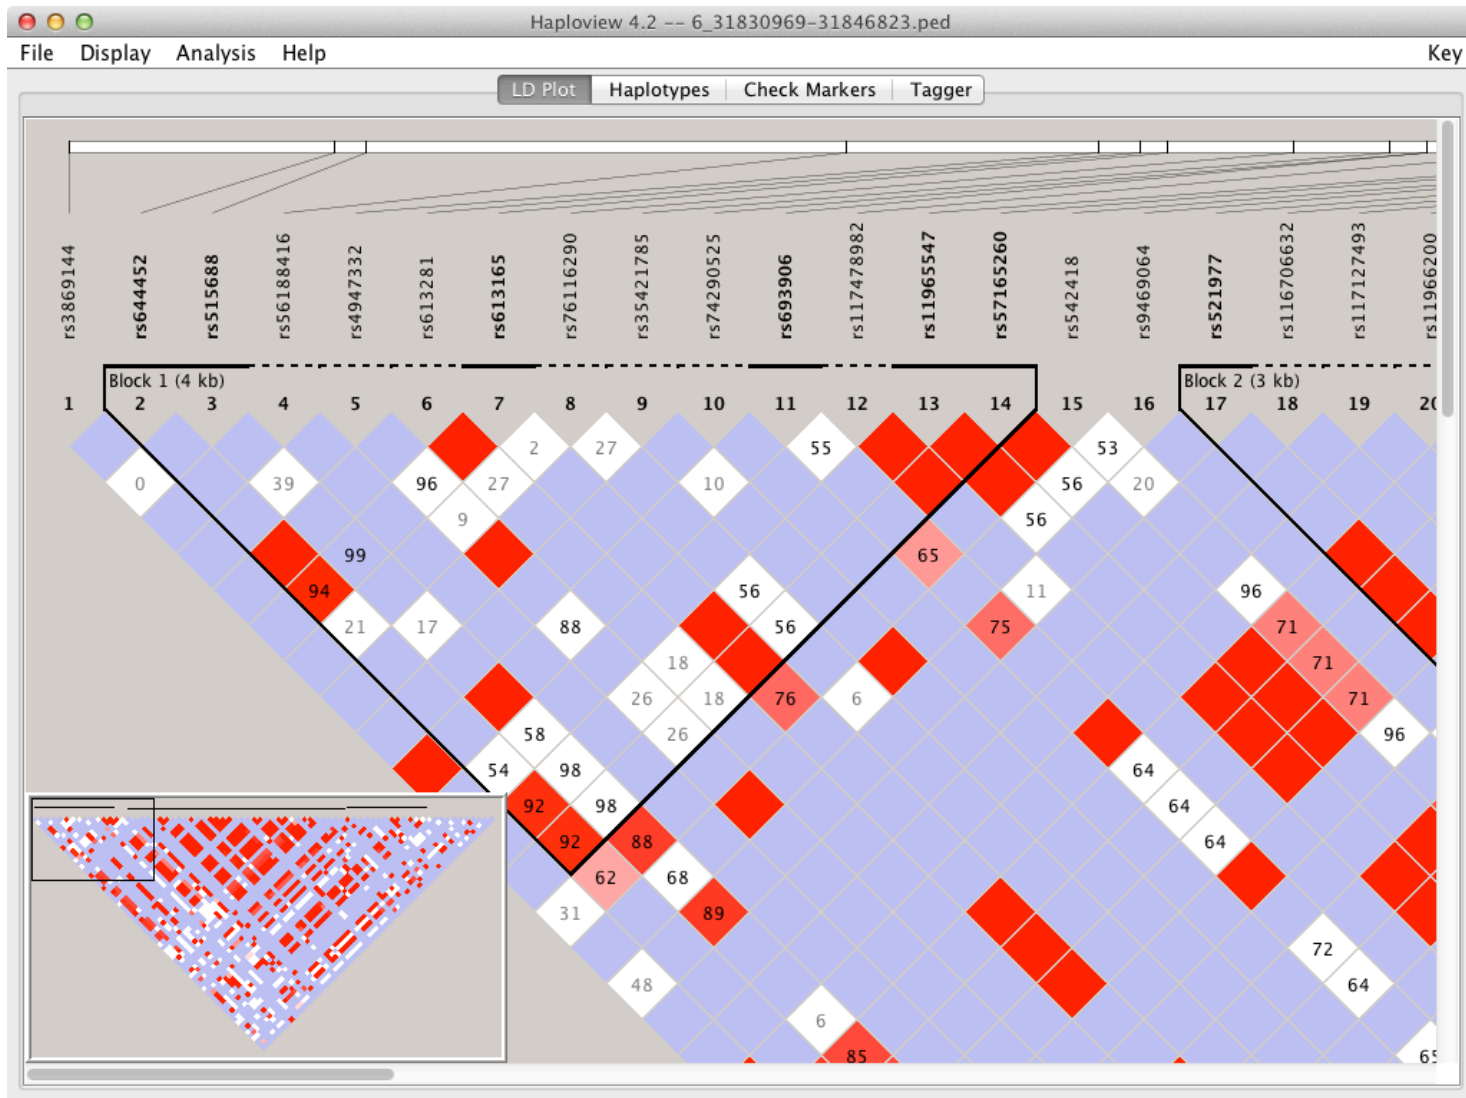 Haploview 4.2 -- 6_31830969-31846823.ped
File Display Analysis Help Key
LD Plot Haplotypes Check Markers Tagger
rs3869144 rs644452 rs515688 rs56188416 rs4947332 rs613281 rs613165 rs76116290 rs35421785 rs74290525 rs693906 rs117478982 rs11965547 rs57165260 rs542418 rs9469064 rs521977 rs116706632 rs117127493 rs11966200
Block 1 (4 kb) Block 2 (3 kb)
1 2 3 4 5 6 7 8 9 10 11 12 13 14 15 16 17 18 19 20
2 27 55 53
0 39 96 27 10 56 20
9 56
99 65
94 56 11 96
21 17 88 56 75 71
18 71
26 18 76 6 71
58 26 96
54 98 64
92 98 64
92 88 64
62 68
31 89
72
48 64
6
85 65